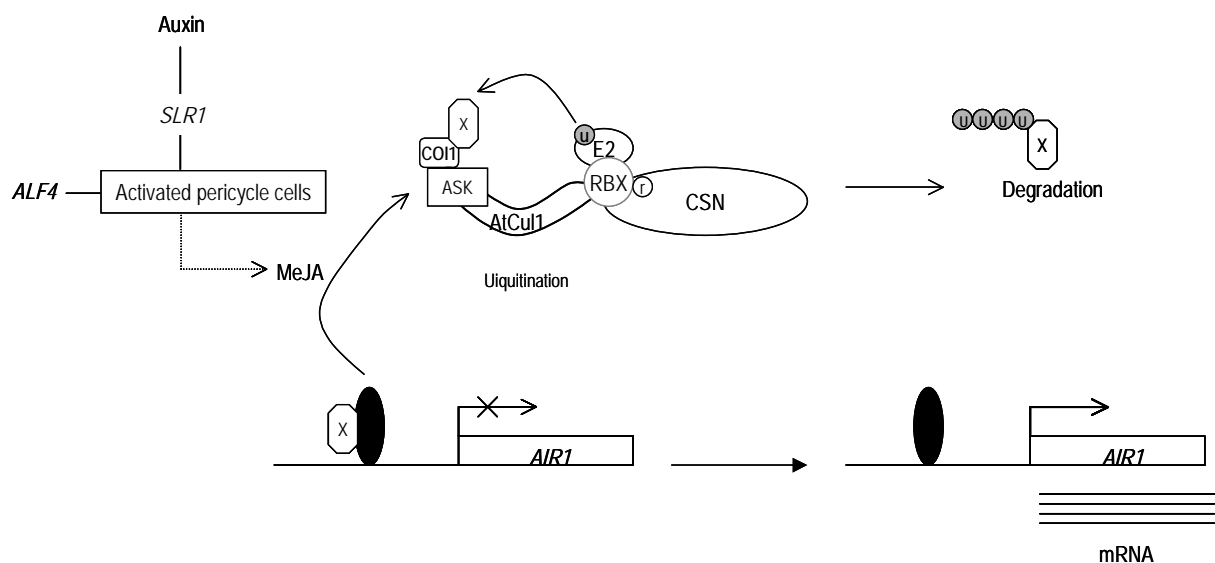 Auxin
SLR1
ALF4
Activated pericycle cells
MeJA
X
COI1
ASK
AtCul1
u
E2
RBX
r
CSN
Uiquitination
U U U U
X
Degradation
X
AIR1
AIR1
mRNA